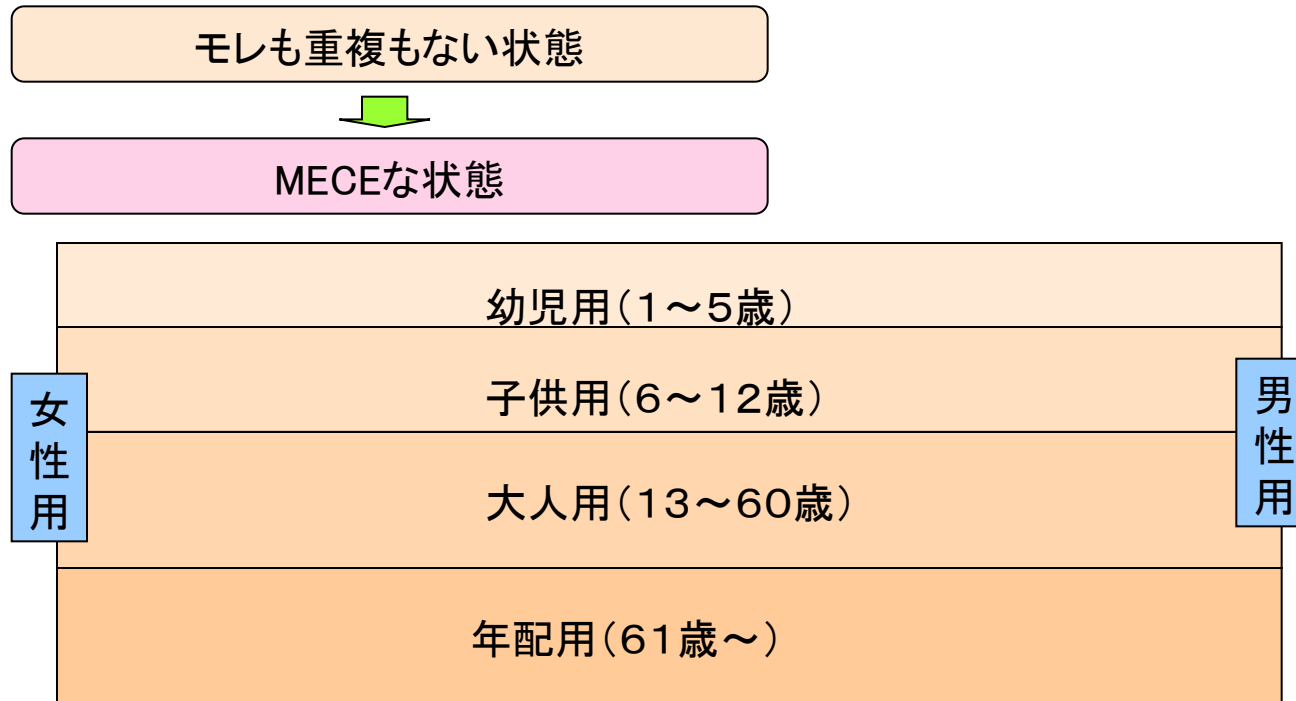 モレも重複もない状態
MECEな状態
幼児用(1~5歳)
子供用(6~12歳)
女性用
男性用
大人用(13~60歳)
年配用(61歳~)